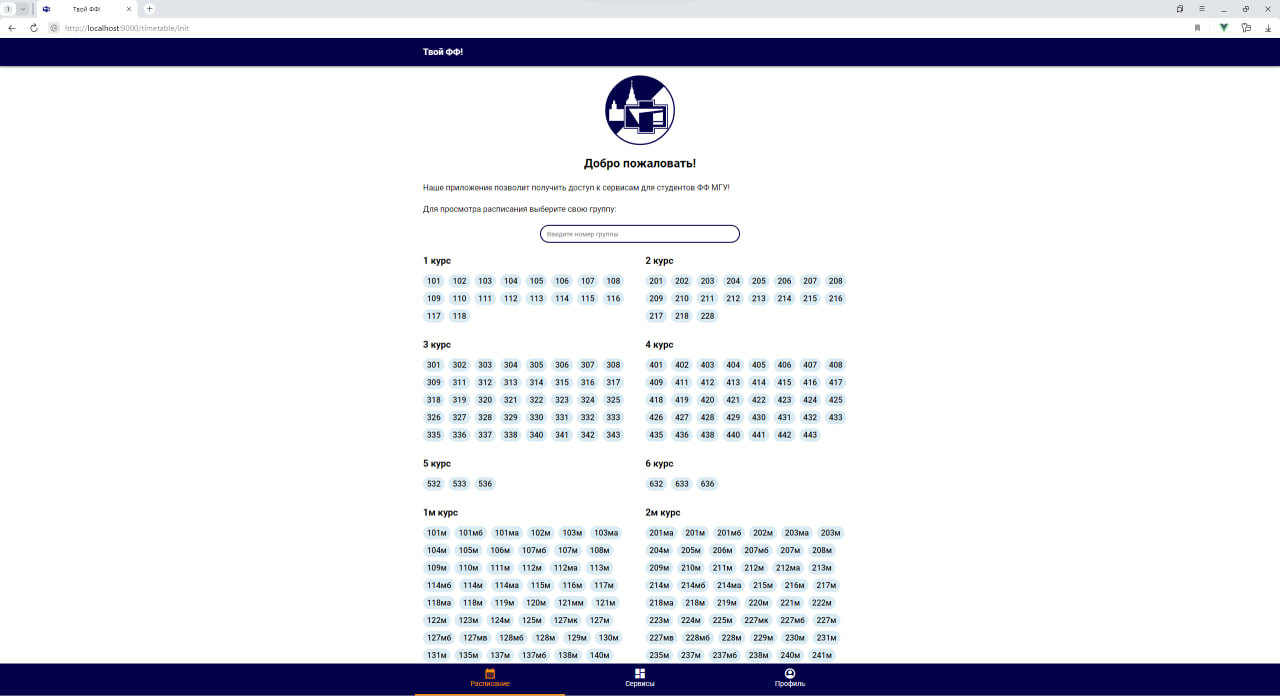 1
Твой ФФ!
http://localhost:9000/timetable/init
Твой ФФ!
Добро пожаловать!
Наше приложение позволит получить доступ к сервисам для студентов ФФ МГУ!
Для просмотра расписания выберите свою группу:
Введите номер группы
1 курс
101 102 103 104 105 106 107 108
109 110 111 112 113 114 115 116
117 118
2 курс
201 202 203 204 205 206 207 208
209 210 211 212 213 214 215 216
217 218 228
3 курс
301 302 303 304 305 306 307 308
309 311 312 313 314 315 316 317
318 319 320 321 322 323 324 325
326 327 328 329 330 331 332 333
335 336 337 338 340 341 342 343
4 курс
401 402 403 404 405 406 407 408
409 411 412 413 414 415 416 417
418 419 420 421 422 423 424 425
426 427 428 429 430 431 432 433
435 436 438 440 441 442 443
5 курс
532 533 536
6 курс
632 633 636
1м курс
101м 101мб 101ма 102м 103м 103ма
104м 105м 106м 107мб 107м 108м
109м 110м 111м 112м 112ма 113м
114мб 114м 114ма 115м 116м 117м
118ма 118м 119м 120м 121мм 121м
122м 123м 124м 125м 127мк 127м
127мб 127мв 128мб 128м 129м 130м
131м 135м 137м 137мб 138м 140м
2м курс
201ма 201м 201мб 202м 203ма 203м
204м 205м 206м 207мб 207м 208м
209м 210м 211м 212м 212ма 213м
214м 214мб 214ма 215м 216м 217м
218ма 218м 219м 220м 221м 222м
223м 224м 225м 227мк 227мб 227м
227мв 228мб 228м 229м 230м 231м
235м 237м 237мб 238м 240м 241м
Расписание
Сервисы
Профиль